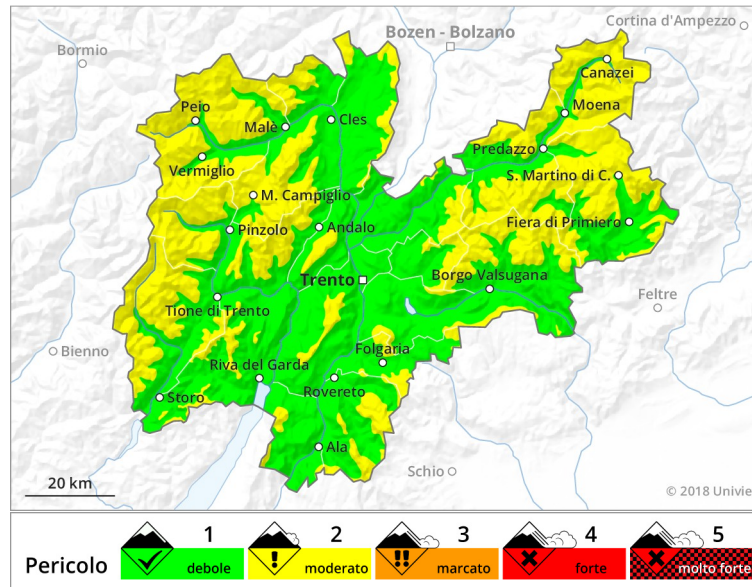 Cortina d'Ampezzo
Bozen - Bolzano
Bormio
Canazei
Peio
Moena
Malè
Cles
Predazzo
Vermiglio
S. Martino di C.
M. Campiglio
Pinzolo
Andalo
Fiera di Primiero
Trento
Borgo Valsugana
Feltre
Tione di Trento
Bienno
Folgaria
Riva del Garda
Rovereto
Storo
Ala
Schio
20 km
© 2018 Univie
Pericolo
1
debole
2
moderato
3
marcato
4
forte
5
molto forte